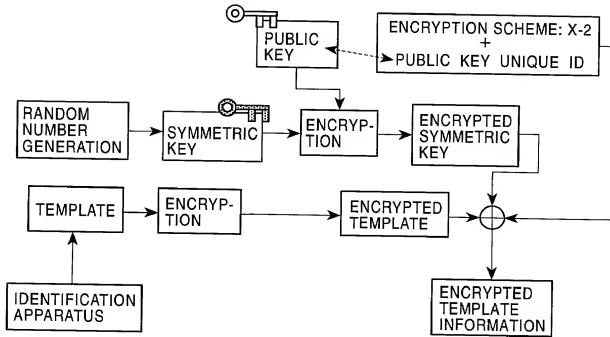 PUBLIC
KEY
ENCRYPTION SCHEME: X-2
+
PUBLIC KEY UNIQUE ID
RANDOM
NUMBER
GENERATION
SYMMETRIC
KEY
ENCRYP-
TION
ENCRYPTED
SYMMETRIC
KEY
TEMPLATE
ENCRYP-
TION
ENCRYPTED
TEMPLATE
IDENTIFICATION
APPARATUS
ENCRYPTED
TEMPLATE
INFORMATION